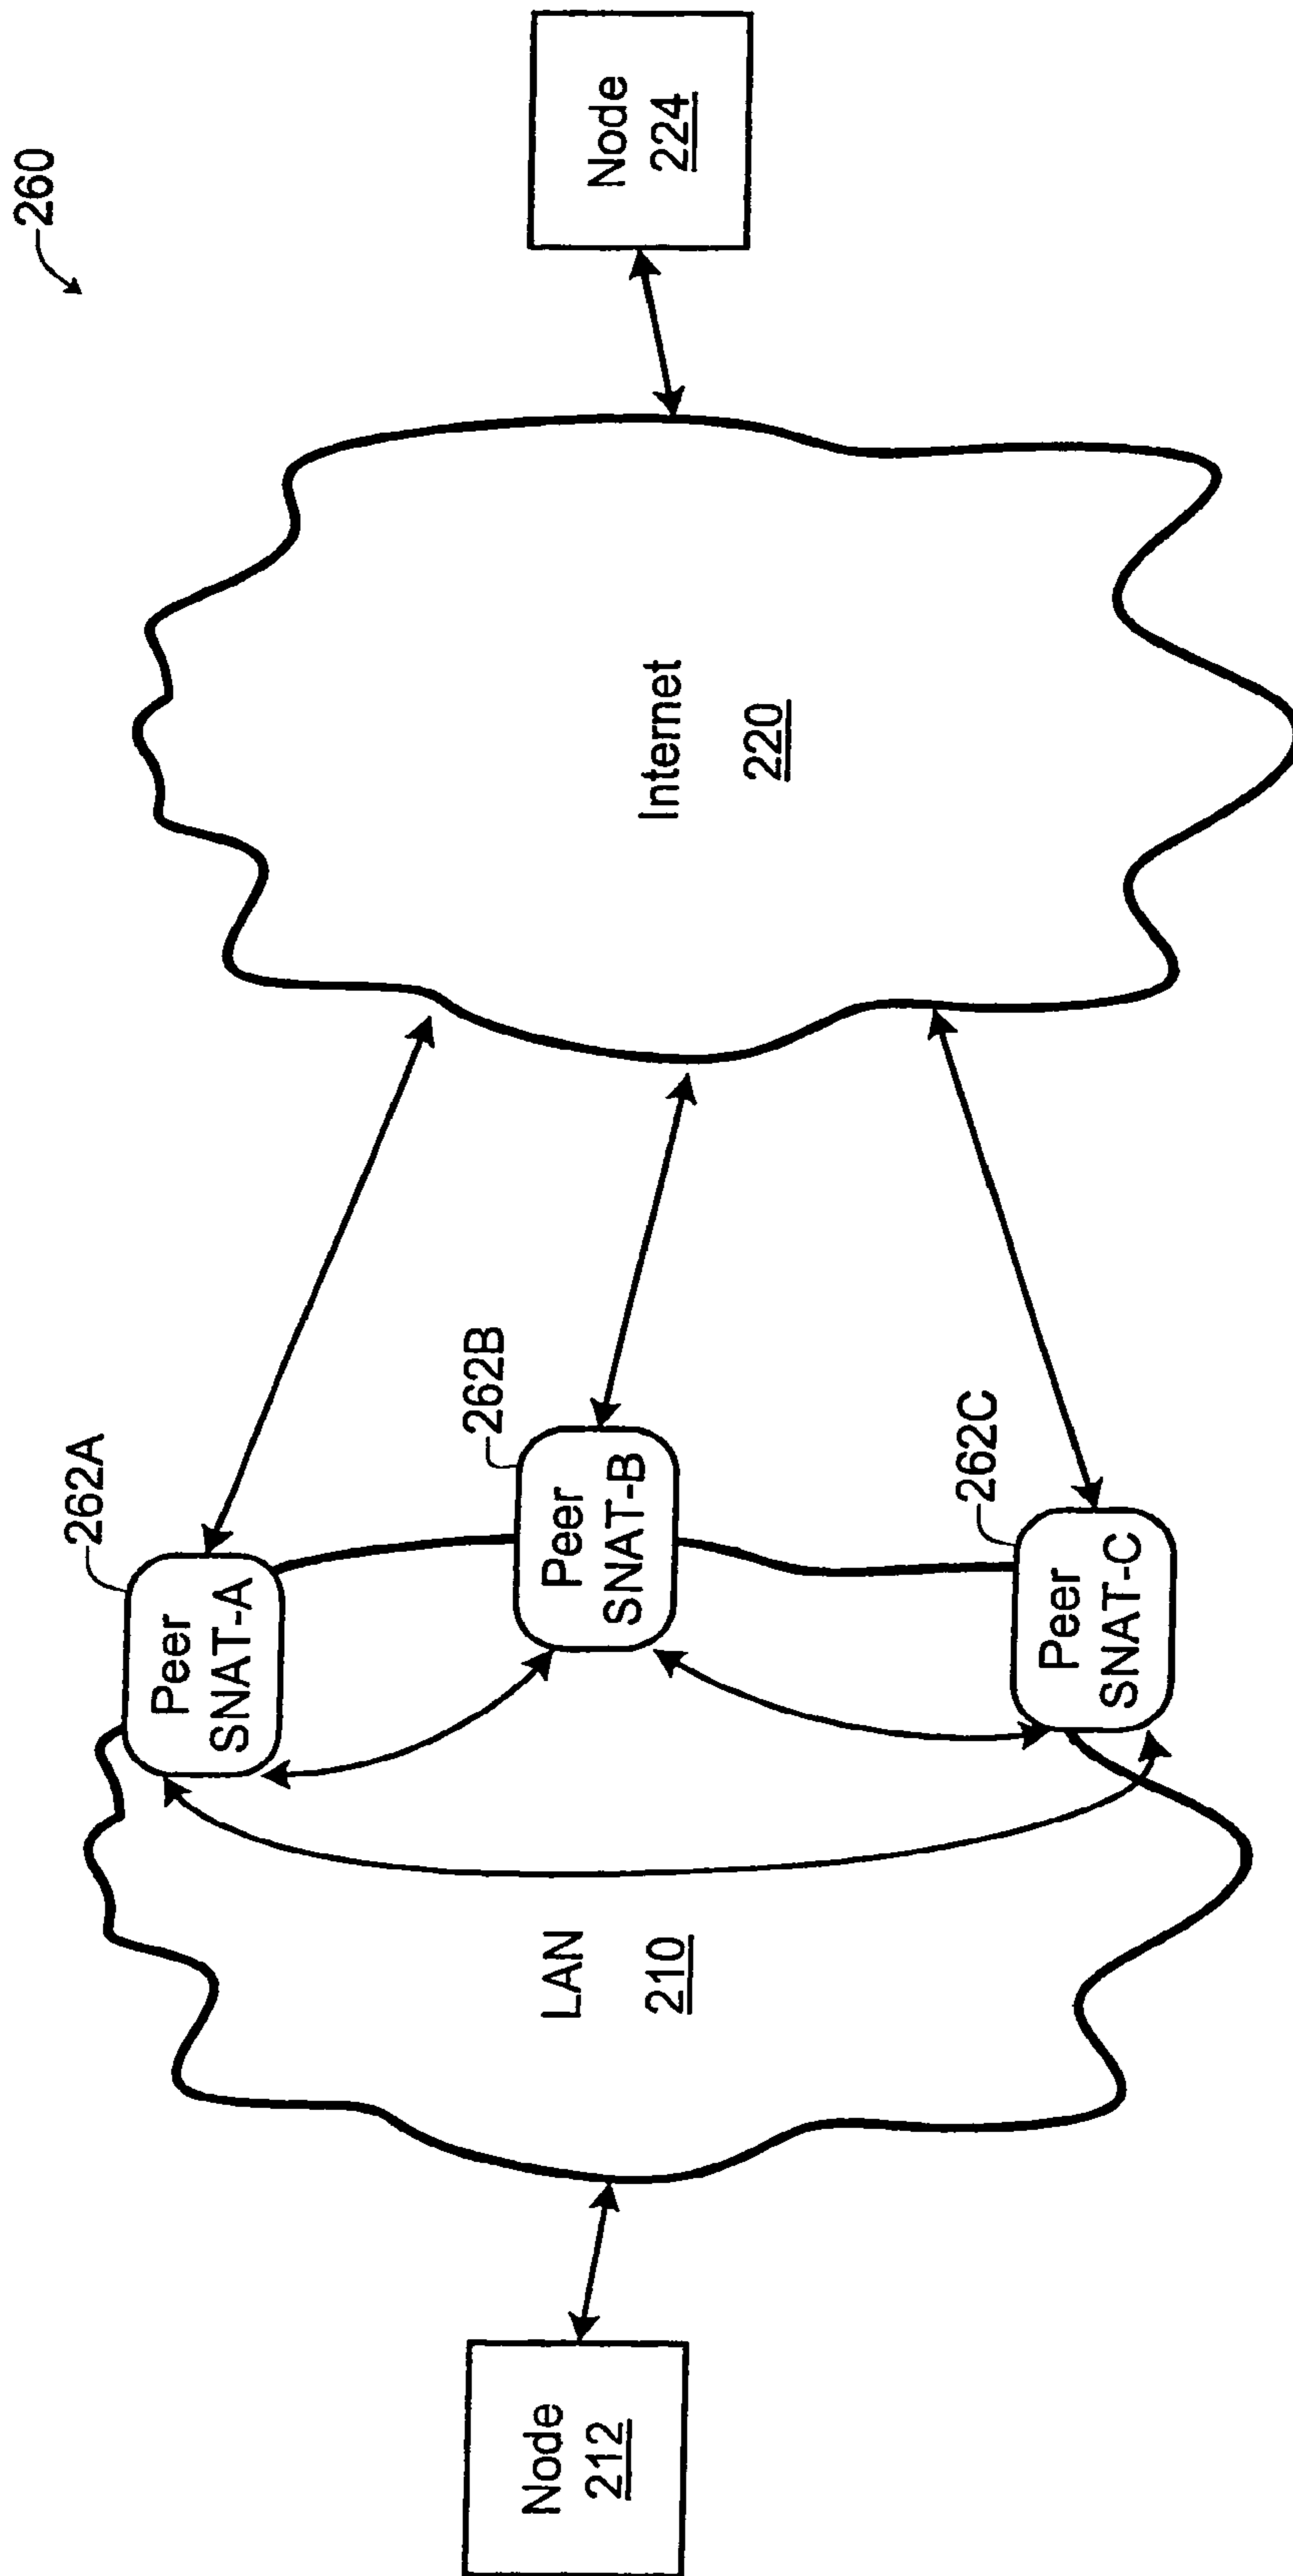 260
Node
212
LAN
210
262A
Peer
SNAT-A
262B
Peer
SNAT-B
262C
Peer
SNAT-C
Internet
220
Node
224